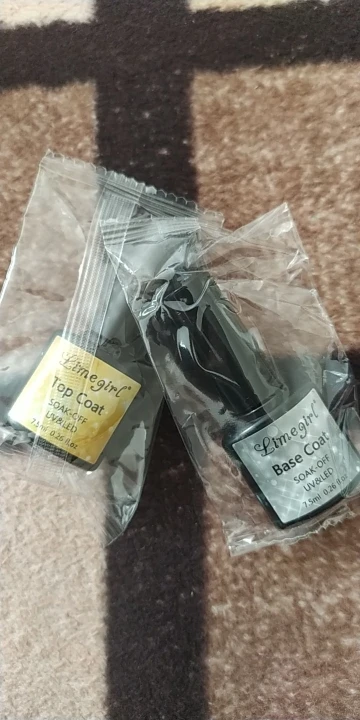 Limegirl®
Top Coat
SOAK-OFF
UV&LED
7.5ml 0.26 fl.oz
Limegirl®
Base Coat
SOAK-OFF
UV&LED
7.5ml 0.26 fl.oz